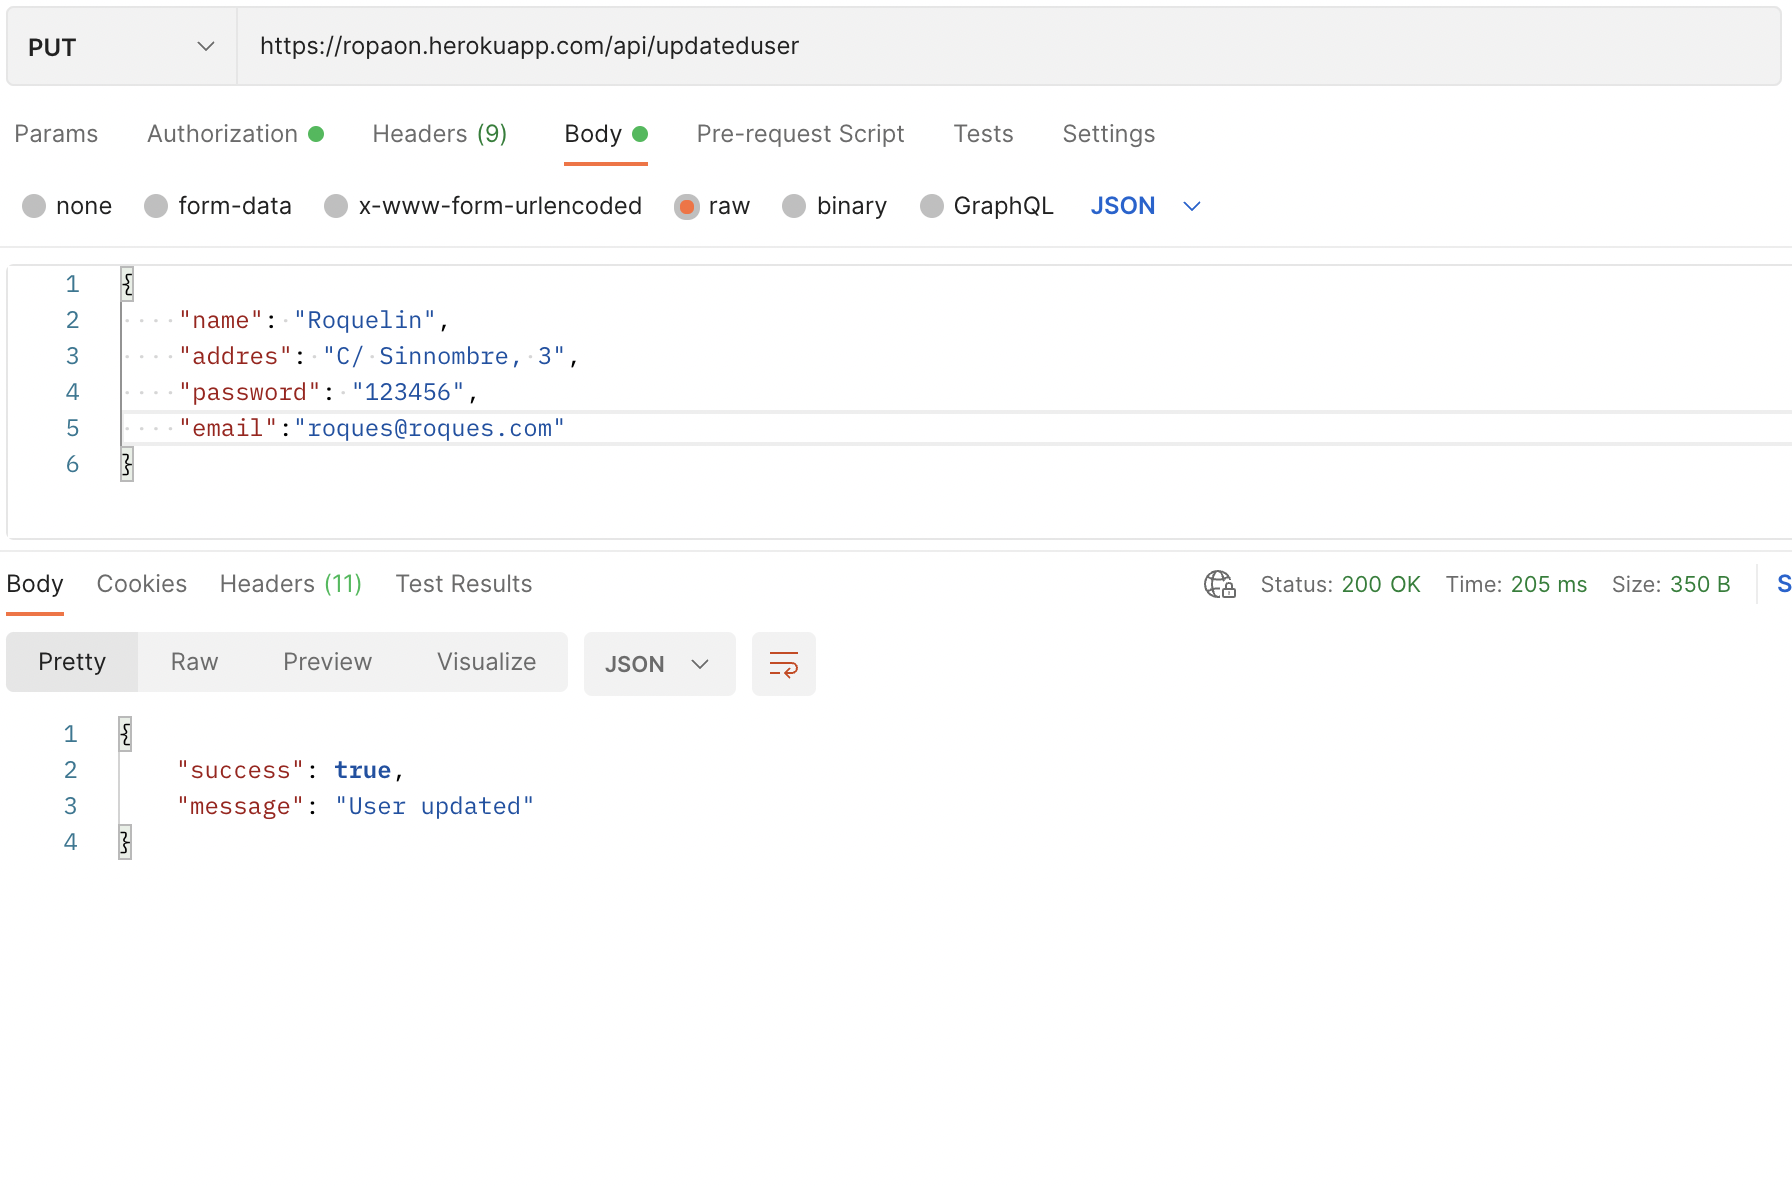 PUT https://ropaon.herokuapp.com/api/updateduser
Params Authorization Headers (9) Body Pre-request Script Tests Settings
none form-data x-www-form-urlencoded raw binary GraphQL JSON
1 {
2 "name": "Roquelin",
3 "addres": "C/ Sinnombre, 3",
4 "password": "123456",
5 "email":"roques@roques.com"
6 }
Body Cookies Headers (11) Test Results Status: 200 OK Time: 205 ms Size: 350 B S
Pretty Raw Preview Visualize JSON
1 {
2 "success": true,
3 "message": "User updated"
4 }